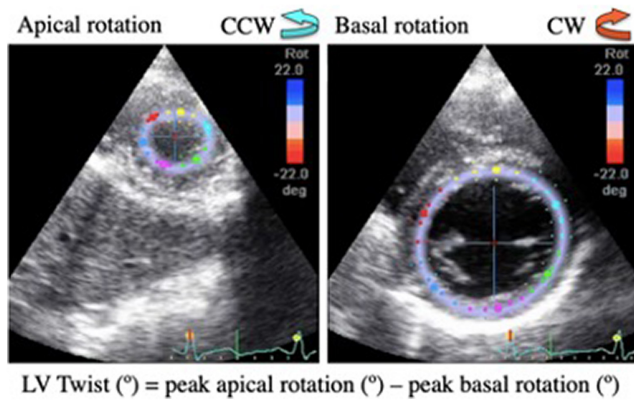 Apical rotation CCW
Basal rotation CW
Rot
22.0
-22.0
deg
Rot
22.0
-22.0
deg
LV Twist (º) = peak apical rotation (º) – peak basal rotation (º)